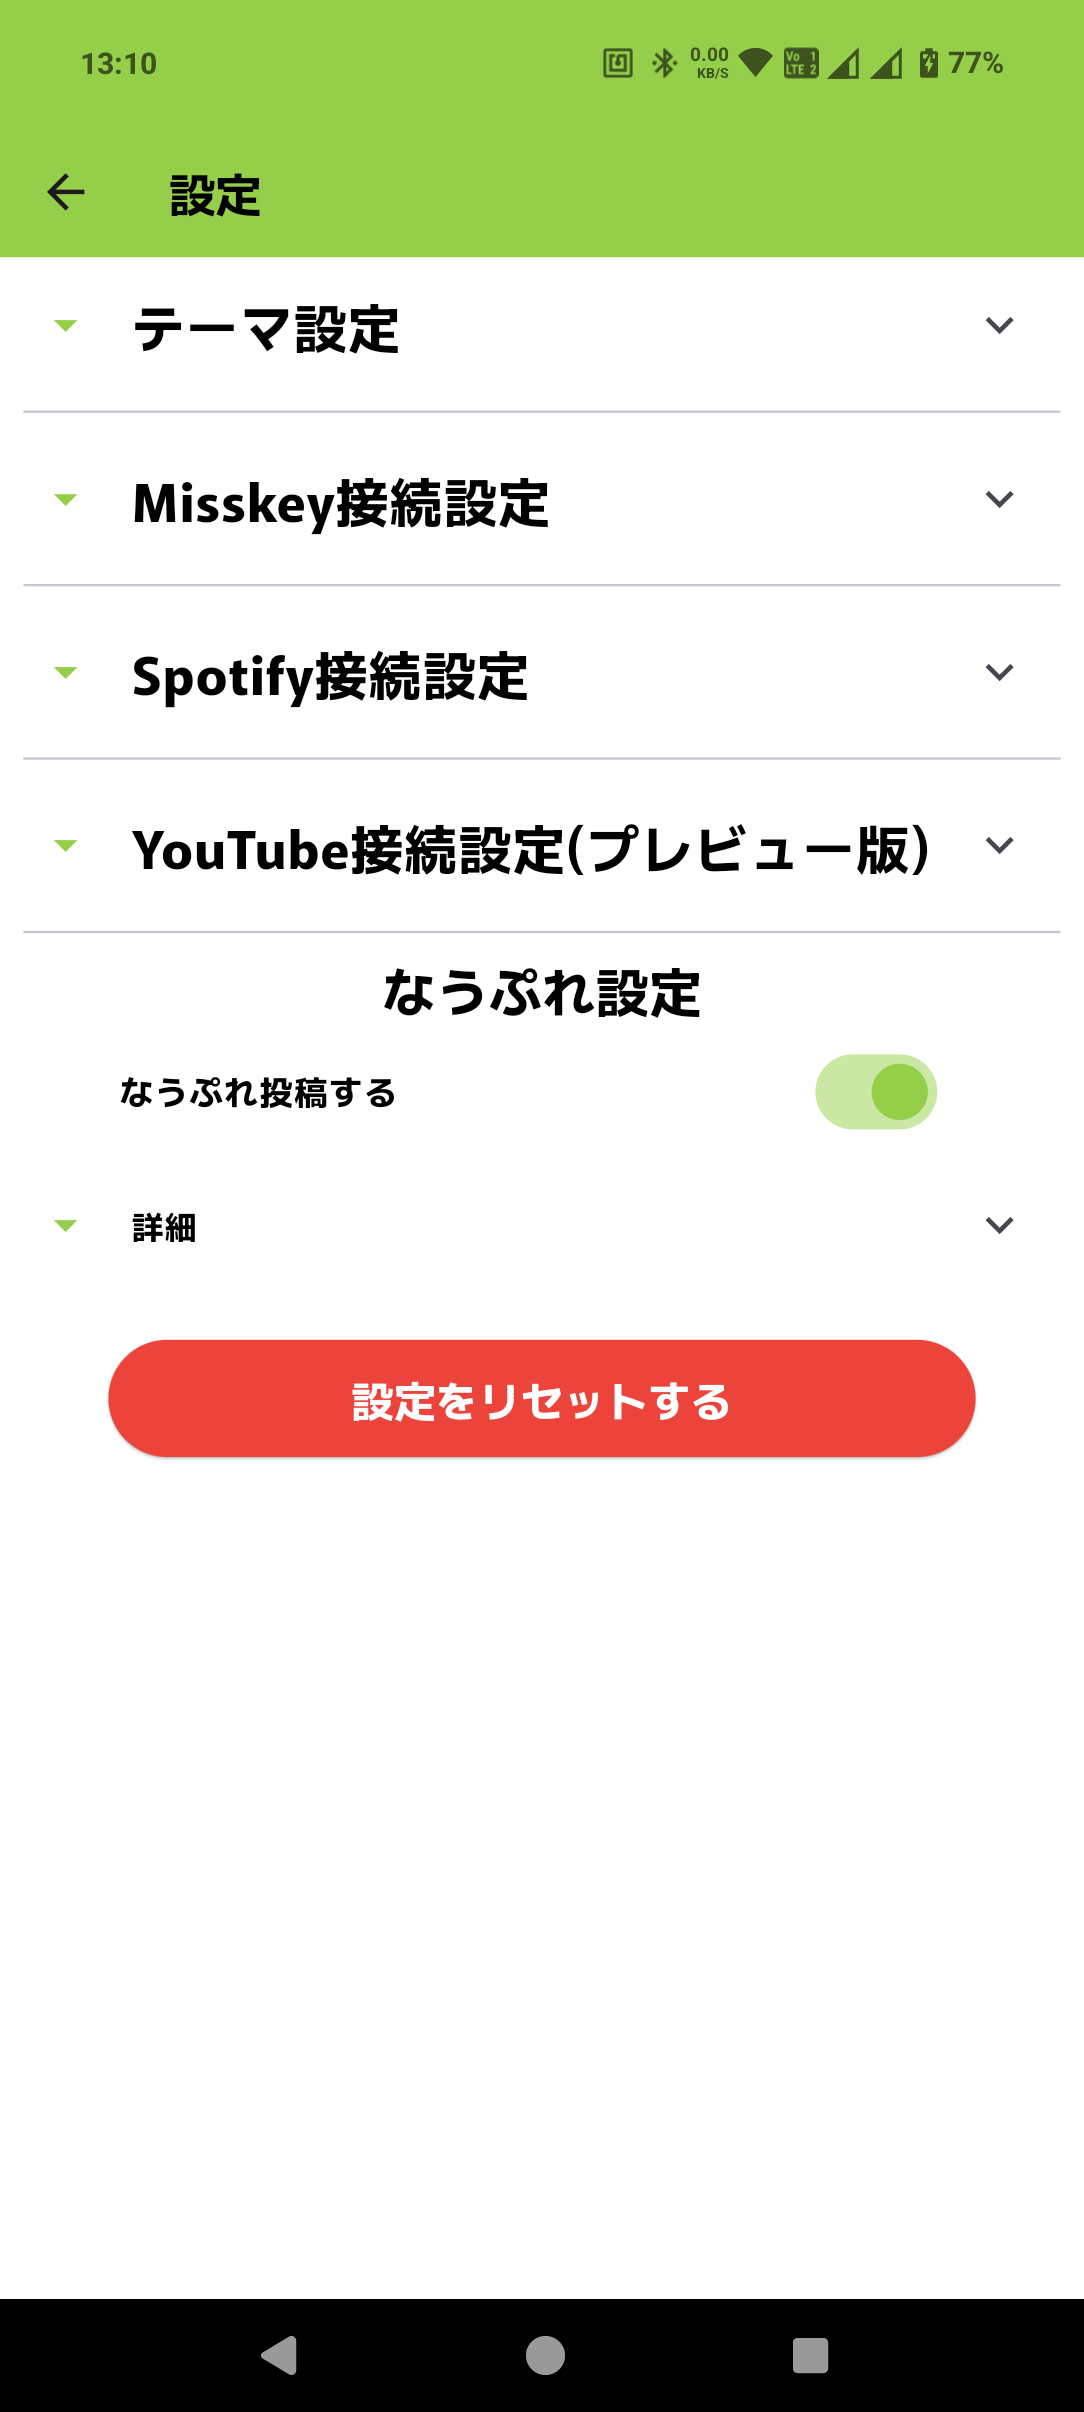 13:10
0.00
KB/S
Vo 1
LTE 2
77%
設定
テーマ設定
Misskey接続設定
Spotify接続設定
YouTube接続設定(プレビュー版)
なうぷれ設定
なうぷれ投稿する
詳細
設定をリセットする